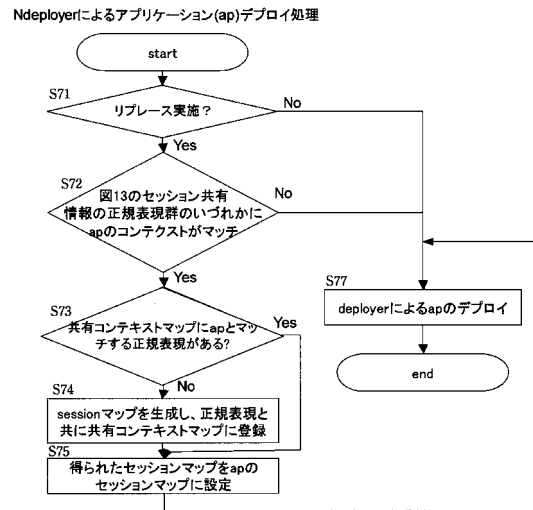 Ndeployerによるアプリケーション(ap)デプロイ処理
start
S71
リプレース実施？
No
Yes
S72
図13のセッション共有
情報の正規表現群のいづれかに
apのコンテクストがマッチ
No
Yes
S73
共有コンテキストマップにapとマッ
チする正規表現がある?
Yes
No
S74
sessionマップを生成し、正規表現と
共に共有コンテキストマップに登録
S75
得られたセッションマップをapの
セッションマップに設定
S77
deployerによるapのデプロイ
end